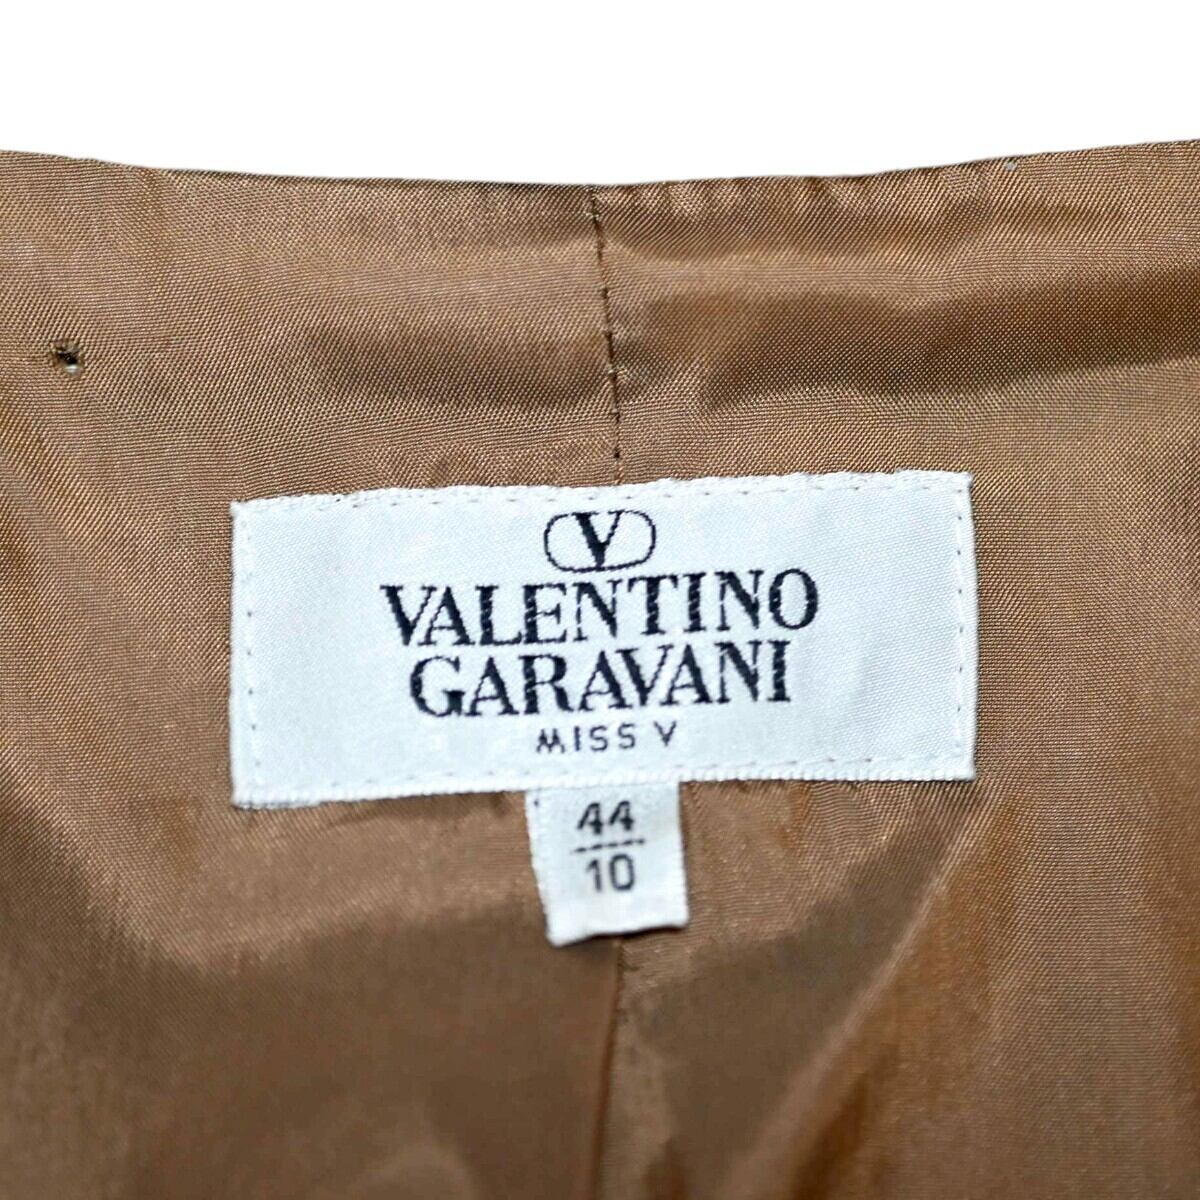 V
VALENTINO
GARAVANI
MISS V
44
10